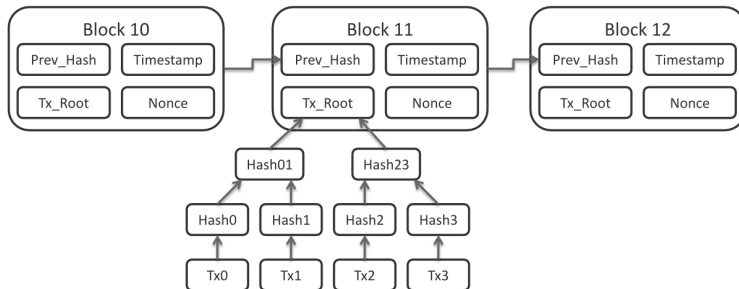 Block 10
Block 11
Block 12
Prev_Hash Timestamp
Prev_Hash Timestamp
Prev_Hash Timestamp
Tx_Root Nonce
Tx_Root Nonce
Tx_Root Nonce
Hash01 Hash23
Hash0 Hash1 Hash2 Hash3
Tx0 Tx1 Tx2 Tx3